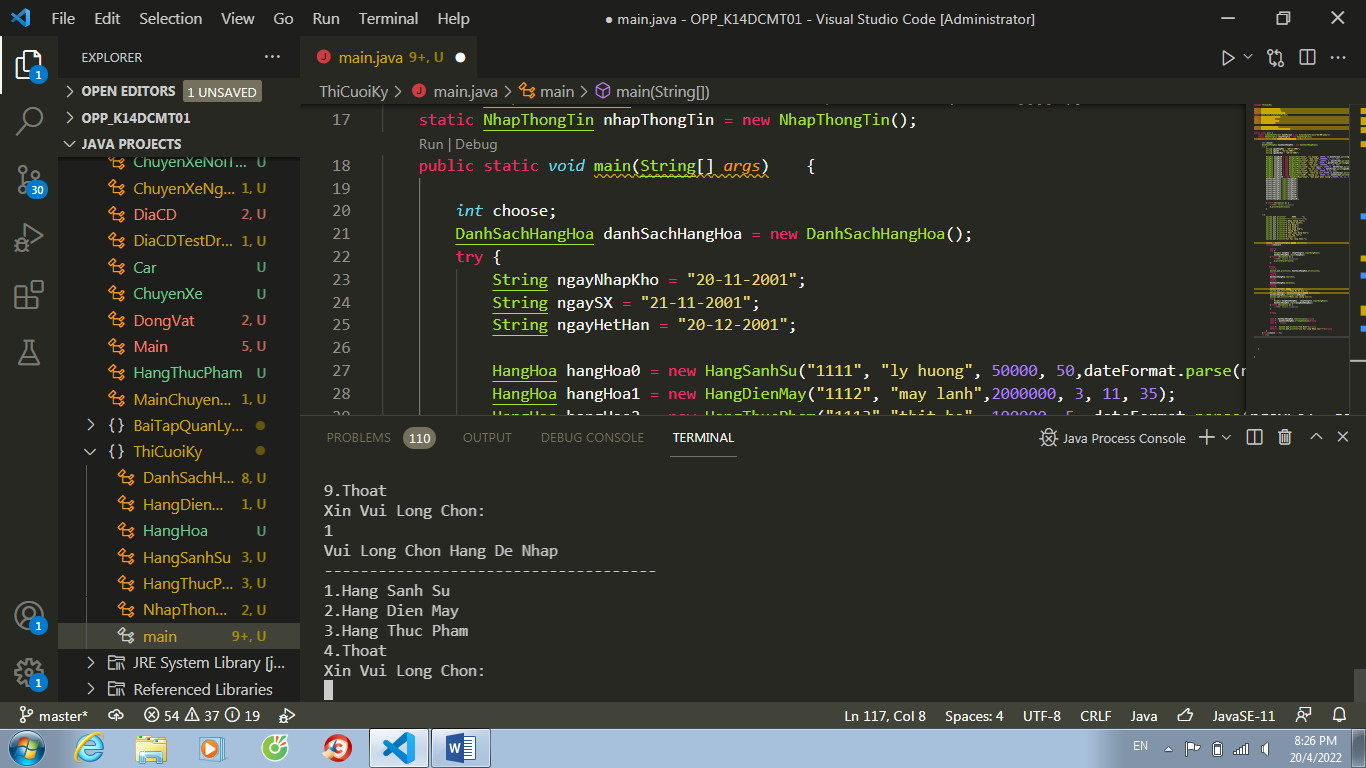 File Edit Selection View Go Run Terminal Help
● main.java - OPP_K14DCMT01 - Visual Studio Code [Administrator]
EXPLORER ···
main.java 9+, U ●
OPEN EDITORS 1 UNSAVED
OPP_K14DCMT01
JAVA PROJECTS
ChuyenXeNoiT... U
ChuyenXeNg... 1, U
DiaCD 2, U
DiaCDTestDr... 1, U
Car U
ChuyenXe U
DongVat 2, U
Main 5, U
HangThucPham U
MainChuyen... 1, U
{} BaiTapQuanLy...
{} ThiCuoiKy
DanhSachH... 8, U
HangDien... 1, U
HangHoa U
HangSanhSu 3, U
HangThucP... 3, U
NhapThon... 2, U
main 9+, U
JRE System Library [j...
Referenced Libraries
1
30
1
1
ThiCuoiKy > main.java > main > main(String[])
17 static NhapThongTin nhapThongTin = new NhapThongTin();
Run | Debug
18 public static void main(String[] args) {
19
20 int choose;
21 DanhSachHangHoa danhSachHangHoa = new DanhSachHangHoa();
22 try {
23 String ngayNhapKho = "20-11-2001";
24 String ngaySX = "21-11-2001";
25 String ngayHetHan = "20-12-2001";
26
27 HangHoa hangHoa0 = new HangSanhSu("1111", "ly huong", 50000, 50,dateFormat.parse(
28 HangHoa hangHoa1 = new HangDienMay("1112", "may lanh",2000000, 3, 11, 35);
PROBLEMS 110 OUTPUT DEBUG CONSOLE TERMINAL
Java Process Console
9.Thoat
Xin Vui Long Chon:
1
Vui Long Chon Hang De Nhap
------------------------------------
1.Hang Sanh Su
2.Hang Dien May
3.Hang Thuc Pham
4.Thoat
Xin Vui Long Chon:
master* 54 37 19
Ln 117, Col 8 Spaces: 4 UTF-8 CRLF Java JavaSE-11
EN
8:26 PM
20/4/2022